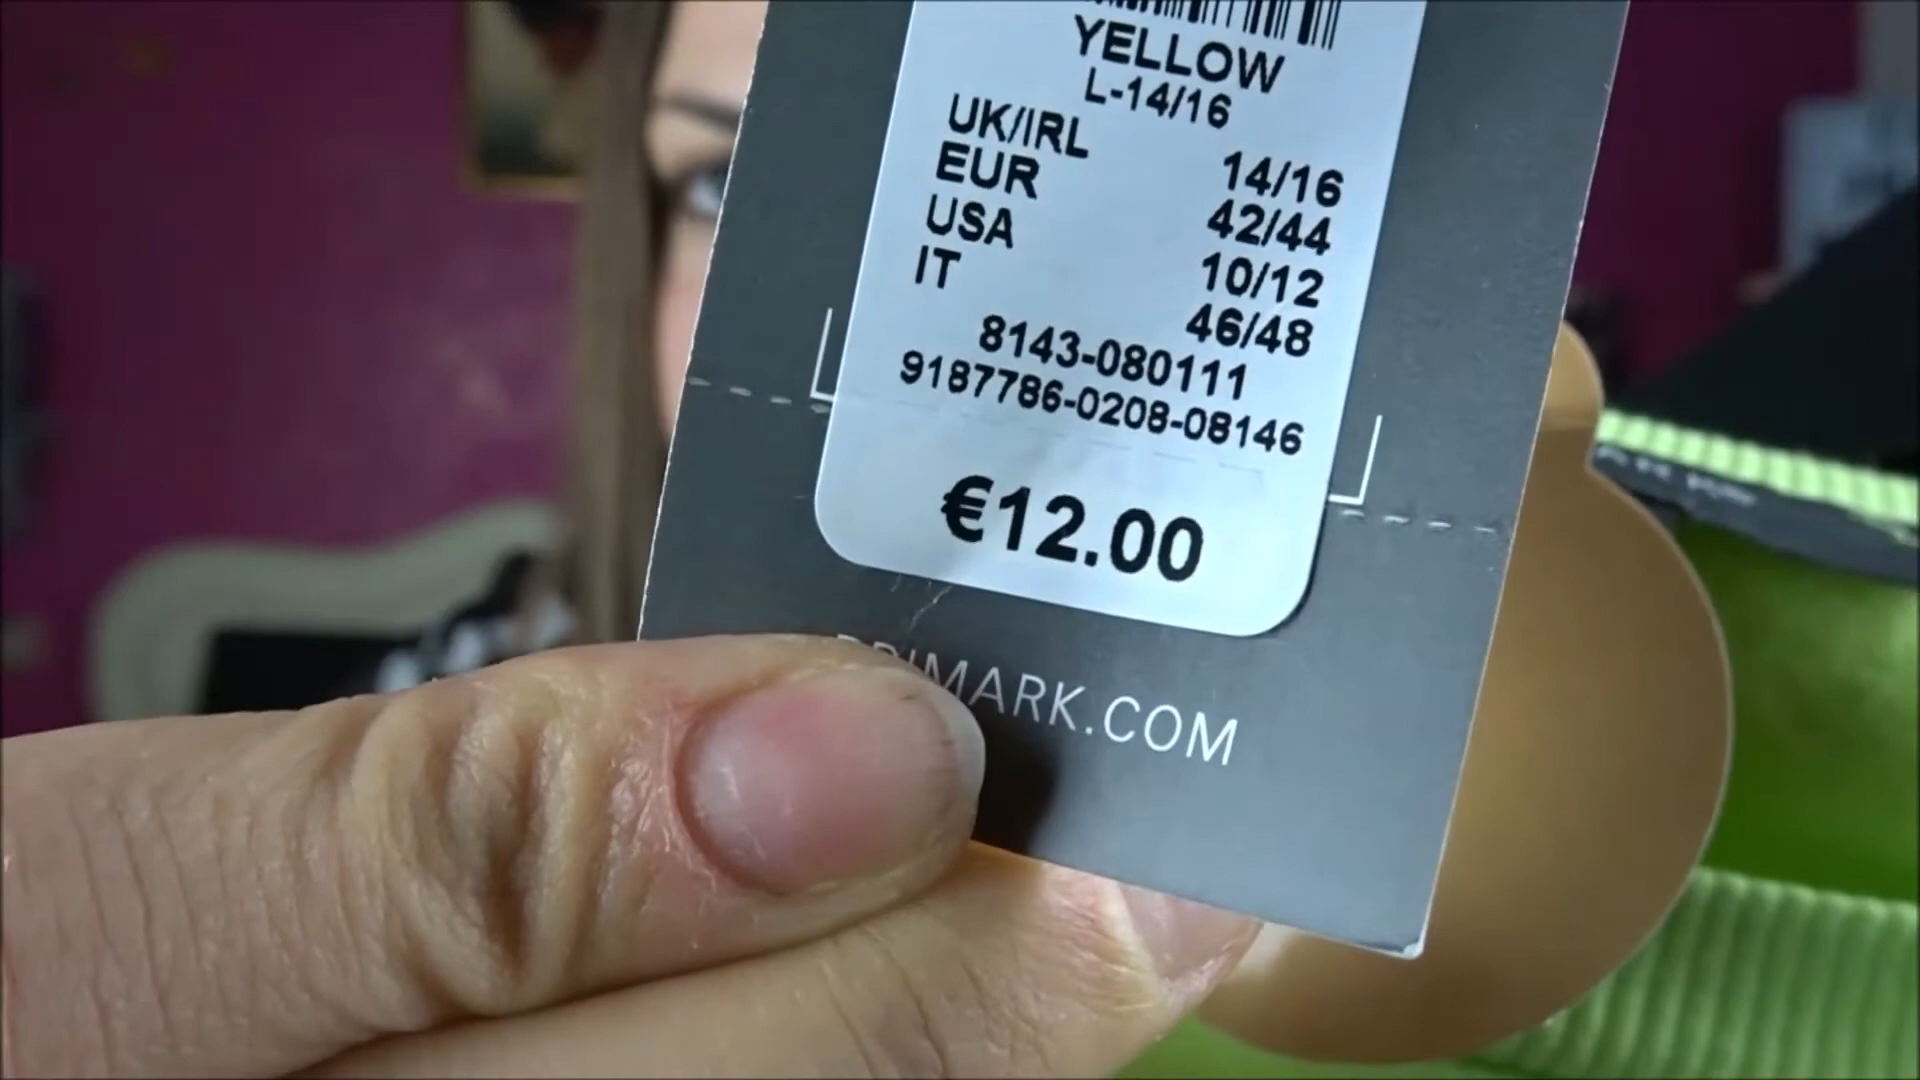 YELLOW
L-14/16
UK/IRL 14/16
EUR 42/44
USA 10/12
IT 46/48
8143-080111
9187786-0208-08146
€12.00
PRIMARK.COM